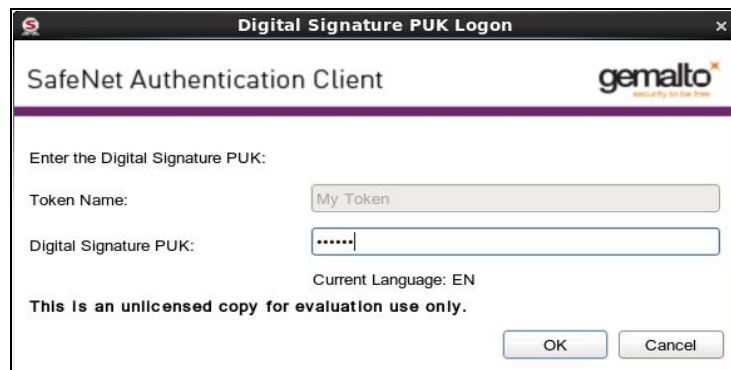 Digital Signature PUK Logon
SafeNet Authentication Client
gemalto
security to be free
Enter the Digital Signature PUK:
Token Name:
My Token
Digital Signature PUK:
••••••
Current Language: EN
This is an unlicensed copy for evaluation use only.
OK
Cancel